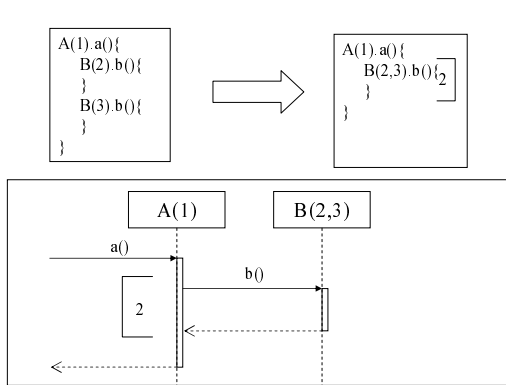 A(1).a(){
B(2).b(){
}
B(3).b(){
}
}
A(1).a(){
B(2,3).b(){
2
}
}
A(1)
B(2,3)
a()
b()
2